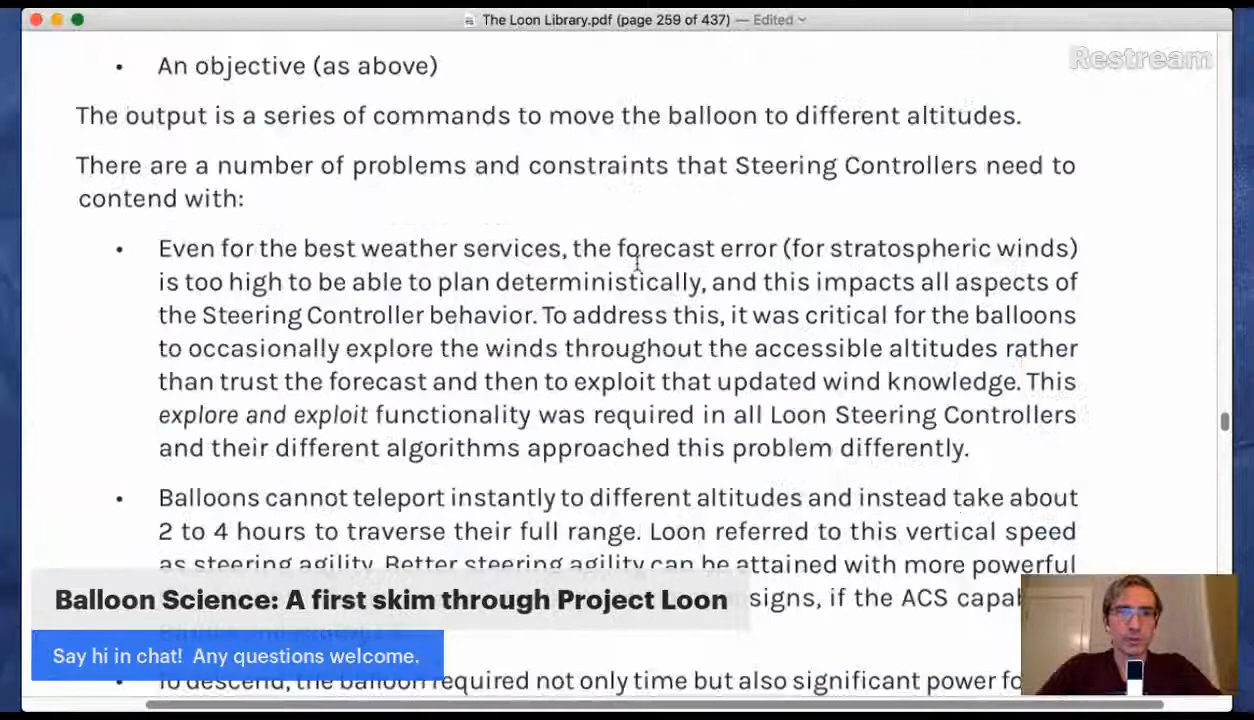 The Loon Library.pdf (page 259 of 437) — Edited
Restream
• An objective (as above)
The output is a series of commands to move the balloon to different altitudes.
There are a number of problems and constraints that Steering Controllers need to
contend with:
• Even for the best weather services, the forecast error (for stratospheric winds)
is too high to be able to plan deterministically, and this impacts all aspects of
the Steering Controller behavior. To address this, it was critical for the balloons
to occasionally explore the winds throughout the accessible altitudes rather
than trust the forecast and then to exploit that updated wind knowledge. This
explore and exploit functionality was required in all Loon Steering Controllers
and their different algorithms approached this problem differently.
• Balloons cannot teleport instantly to different altitudes and instead take about
2 to 4 hours to traverse their full range. Loon referred to this vertical speed
as steering agility. Better steering agility can be attained with more powerful
signs, if the ACS
Balloon Science: A first skim through Project Loon
Say hi in chat! Any questions welcome.
• To descend, the balloon required not only time but also significant power